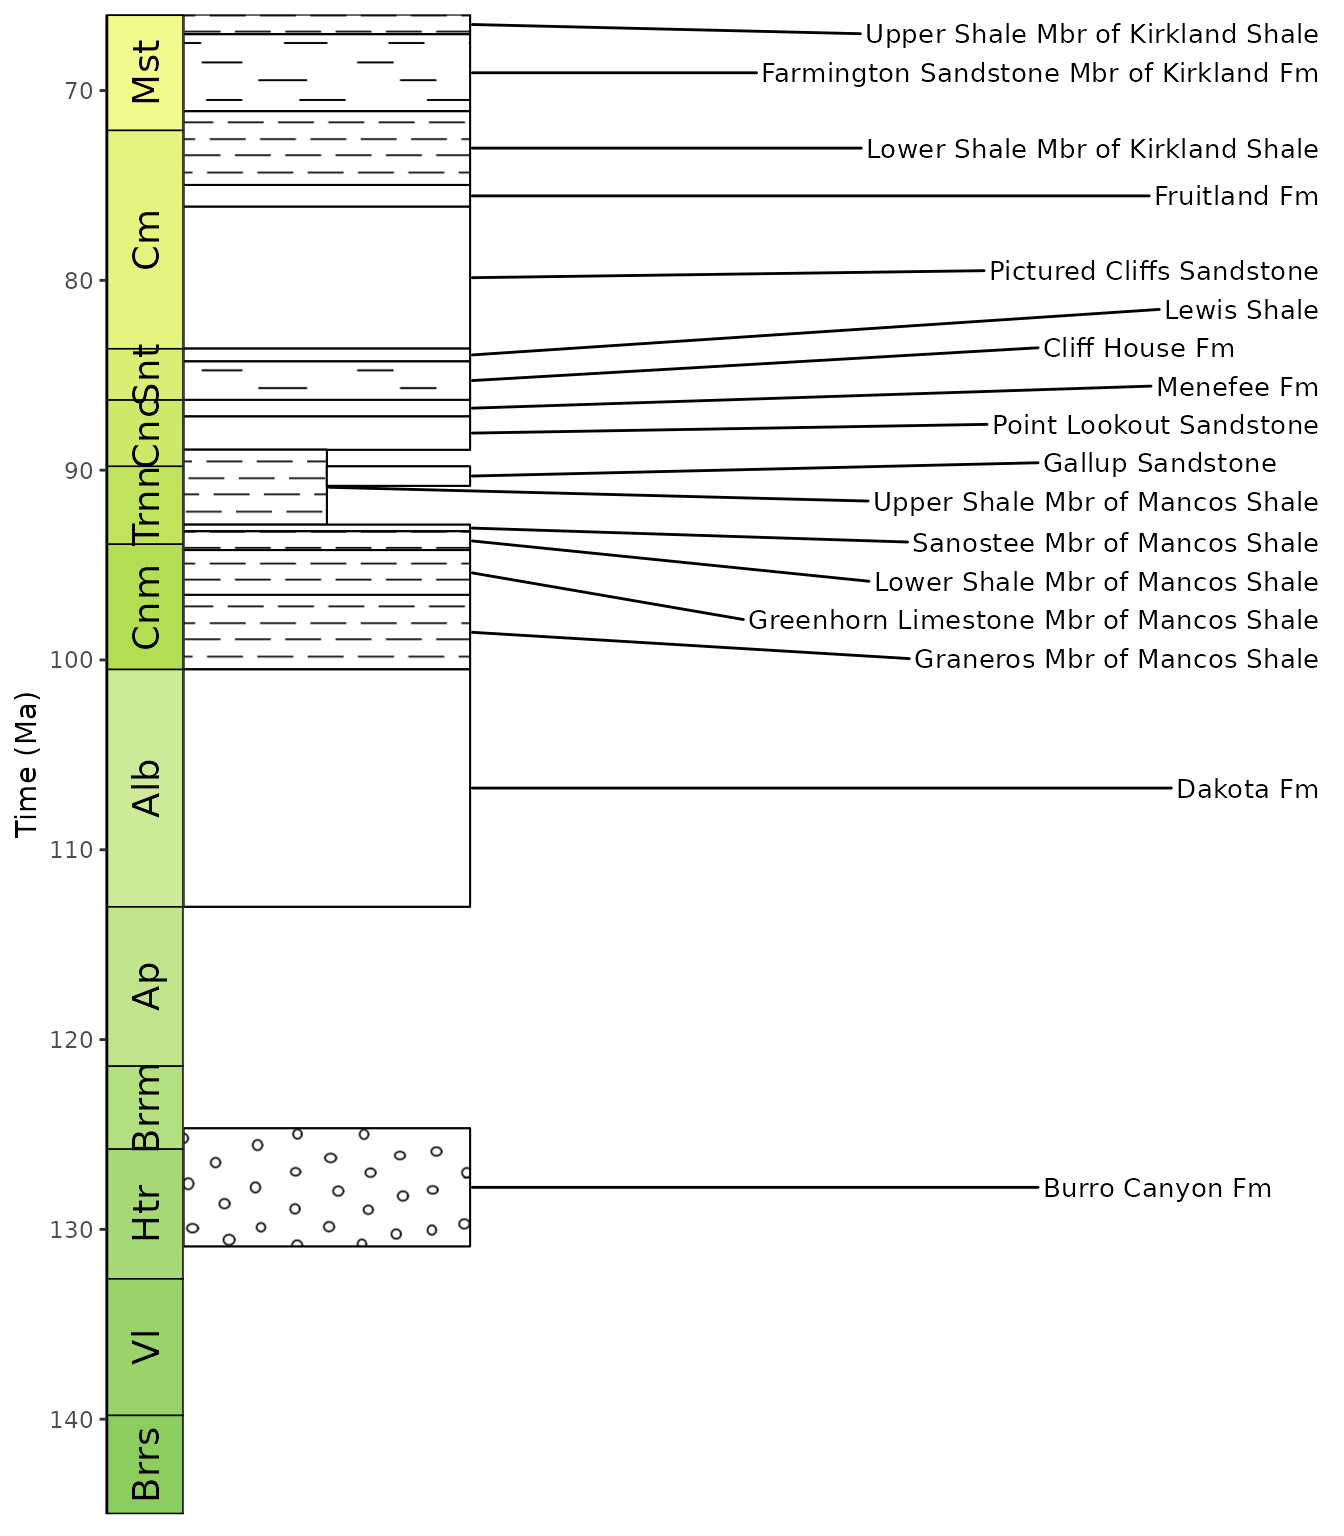 Upper Shale Mbr of Kirkland Shale
Farmington Sandstone Mbr of Kirkland Fm
Lower Shale Mbr of Kirkland Shale
Fruitland Fm
Pictured Cliffs Sandstone
Lewis Shale
Cliff House Fm
Menefee Fm
Point Lookout Sandstone
Gallup Sandstone
Upper Shale Mbr of Mancos Shale
Sanostee Mbr of Mancos Shale
Lower Shale Mbr of Mancos Shale
Greenhorn Limestone Mbr of Mancos Shale
Graneros Mbr of Mancos Shale
Dakota Fm
Burro Canyon Fm
Mst
Cm
Snt
Cnc
Trnn
Cnm
Alb
Ap
Brrm
Htr
Vl
Brrs
70
80
90
100
110
120
130
140
Time (Ma)